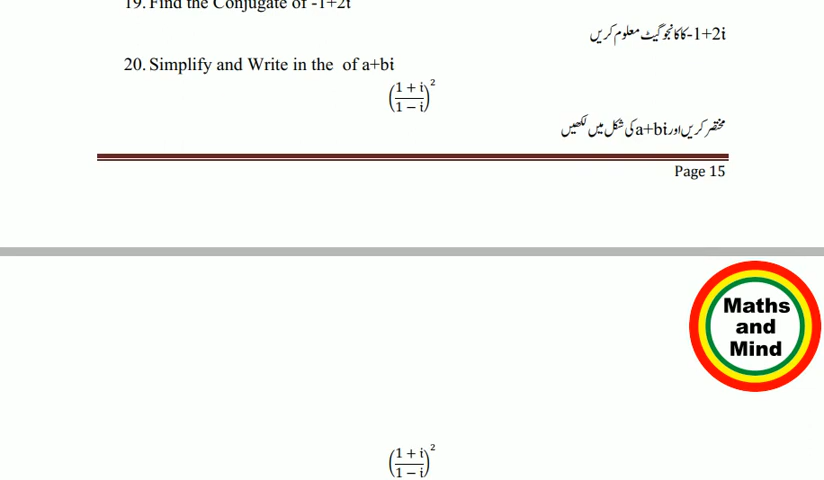 19. Find the Conjugate of -1+2i
-1+2i کا کانجوگیٹ معلوم کریں
20. Simplify and Write in the of a+bi
(1 + i / 1 − i)²
مختصر کریں اور a+bi کی شکل میں لکھیں
Page 15
Maths
and
Mind
(1 + i / 1 − i)²